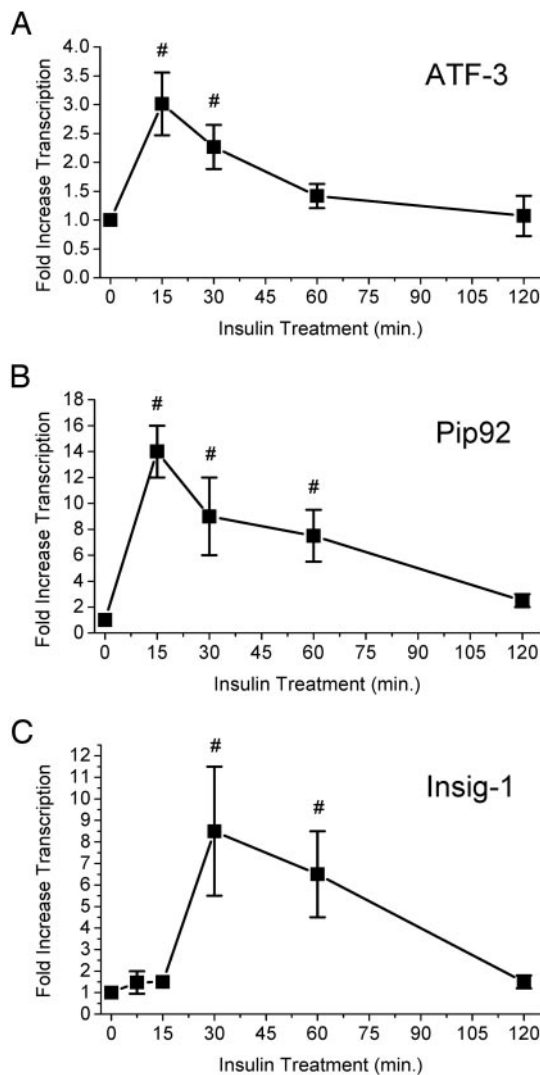 A
ATF-3
Fold Increase Transcription
4.0
3.5
3.0
2.5
2.0
1.5
1.0
0.5
0.0
# #
0 15 30 45 60 75 90 105 120
Insulin Treatment (min.)
B
Pip92
Fold Increase Transcription
18
16
14
12
10
8
6
4
2
0
# # #
0 15 30 45 60 75 90 105 120
Insulin Treatment (min.)
C
Insig-1
Fold Increase Transcription
12
11
10
9
8
7
6
5
4
3
2
1
0
# #
0 15 30 45 60 75 90 105 120
Insulin Treatment (min.)